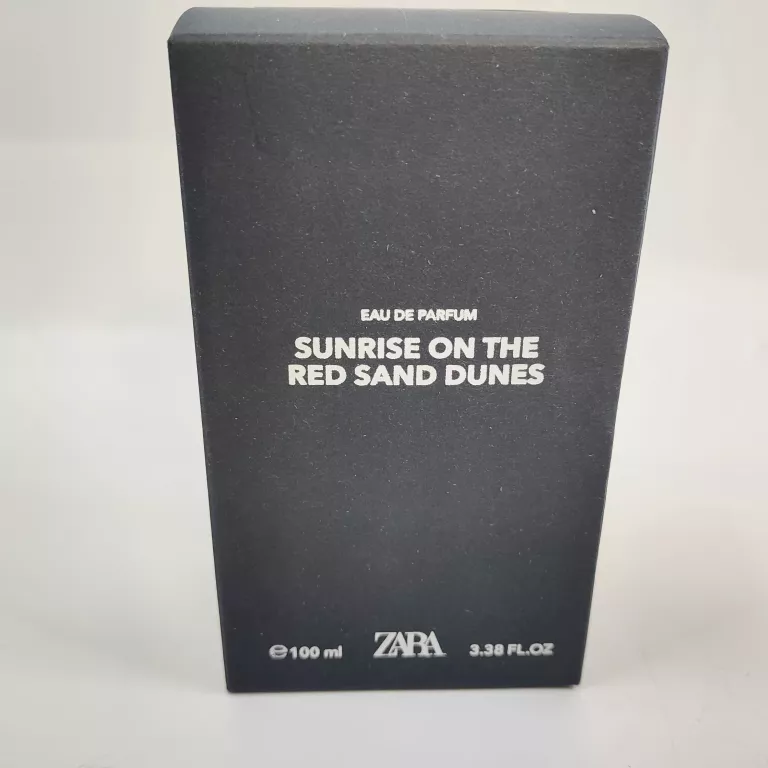 EAU DE PARFUM
SUNRISE ON THE
RED SAND DUNES
℮100 ml ZARA 3.38 FL.OZ